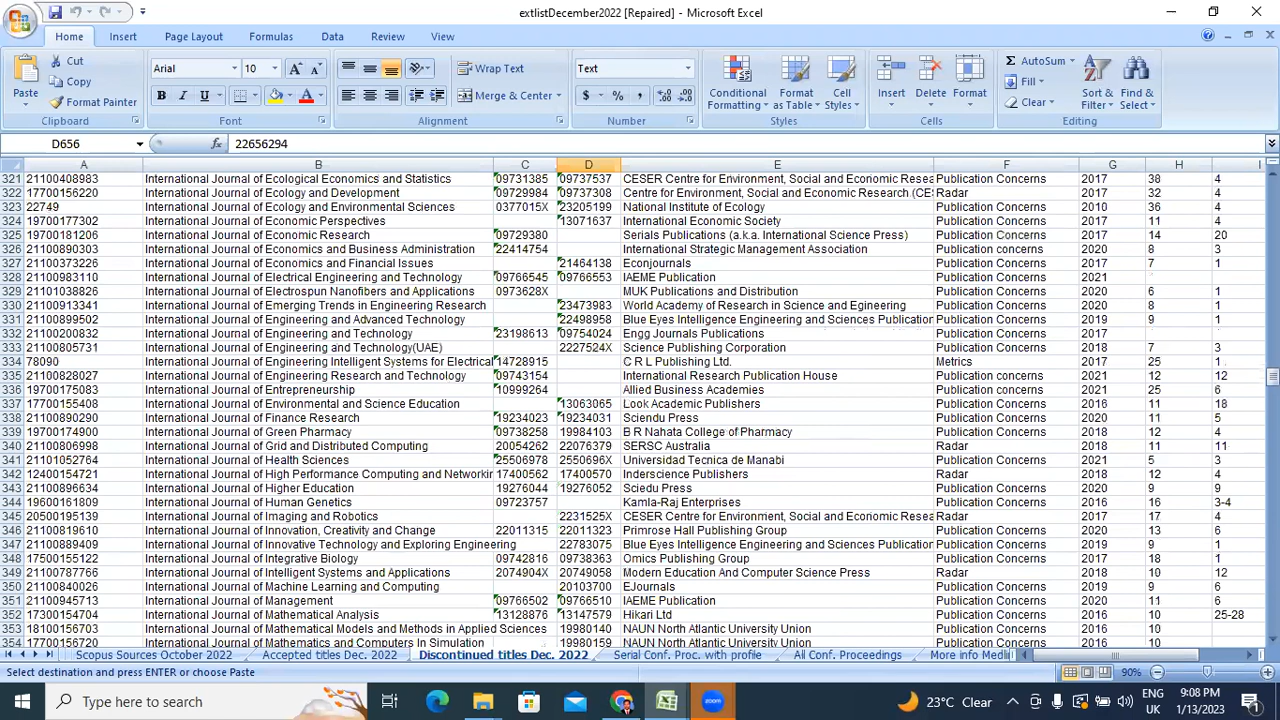 extlistDecember2022 [Repaired] - Microsoft Excel
Home Insert Page Layout Formulas Data Review View
Cut Arial 10 Wrap Text Text AutoSum
Copy Fill
Paste Format Painter B I U A Merge & Center $ % , Conditional Formatting Format as Table Cell Styles Insert Delete Format Clear Sort & Filter Find & Select
Clipboard Font Alignment Number Styles Cells Editing
D656 fx 22656294
A B C D E F G H I
321 21100408983 International Journal of Ecological Economics and Statistics 09731385 09737537 CESER Centre for Environment, Social and Economic Resea Publication Concerns 2017 38 4
322 17700156220 International Journal of Ecology and Development 09729984 09737308 Centre for Environment, Social and Economic Research (CES Radar 2017 32 4
323 22749 International Journal of Ecology and Environmental Sciences 0377015X 23205199 National Institute of Ecology Publication Concerns 2010 36 4
324 19700177302 International Journal of Economic Perspectives 13071637 International Economic Society Publication Concerns 2017 11 4
325 19700181206 International Journal of Economic Research 09729380 Serials Publications (a.k.a. International Science Press) Publication Concerns 2017 14 20
326 21100890303 International Journal of Economics and Business Administration 22414754 International Strategic Management Association Publication concerns 2020 8 3
327 21100373226 International Journal of Economics and Financial Issues 21464138 Econjournals Publication Concerns 2017 7 1
328 21100983110 International Journal of Electrical Engineering and Technology 09766545 09766553 IAEME Publication Publication Concerns 2021
329 21101038826 International Journal of Electrospun Nanofibers and Applications 0973628X MUK Publications and Distribution Publication Concerns 2020 6 1
330 21100913341 International Journal of Emerging Trends in Engineering Research 23473983 World Academy of Research in Science and Egineering Publication Concerns 2020 8 1
331 21100899502 International Journal of Engineering and Advanced Technology 22498958 Blue Eyes Intelligence Engineering and Sciences Publication Publication Concerns 2019 9 1
332 21100200832 International Journal of Engineering and Technology 23198613 09754024 Engg Journals Publications Publication Concerns 2017
333 21100805731 International Journal of Engineering and Technology(UAE) 2227524X Science Publishing Corporation Publication Concerns 2018 7 3
334 78090 International Journal of Engineering Intelligent Systems for Electrical 14728915 C R L Publishing Ltd. Metrics 2017 25 1
335 21100828027 International Journal of Engineering Research and Technology 09743154 International Research Publication House Publication concerns 2021 12 12
336 19700175083 International Journal of Entrepreneurship 10999264 Allied Business Academies Publication concerns 2021 25 6
337 17700155408 International Journal of Environmental and Science Education 13063065 Look Academic Publishers Publication Concerns 2016 11 18
338 21100890290 International Journal of Finance Research 19234023 19234031 Sciendu Press Publication Concerns 2020 11 5
339 19700174900 International Journal of Green Pharmacy 09738258 19984103 B R Nahata College of Pharmacy Publication Concerns 2018 11 4
340 21100806998 International Journal of Grid and Distributed Computing 20054262 22076379 SERSC Australia Radar 2018 11 11
341 21101052764 International Journal of Health Sciences 25506978 2550696X Universidad Tecnica de Manabi Publication Concerns 2021 5 3
342 12400154721 International Journal of High Performance Computing and Networkin 17400562 17400570 Inderscience Publishers Radar 2018 12 4
343 21100896634 International Journal of Higher Education 19276044 19276052 Sciedu Press Publication Concerns 2020 9 9
344 19600161809 International Journal of Human Genetics 09723757 Kamla-Raj Enterprises Publication Concerns 2016 16 3-4
345 20500195139 International Journal of Imaging and Robotics 2231525X CESER Centre for Environment, Social and Economic Resea Radar 2017 17 4
346 21100819610 International Journal of Innovation, Creativity and Change 22011315 22011323 Primrose Hall Publishing Group Publication Concerns 2020 13 6
347 21100889409 International Journal of Innovative Technology and Exploring Engineering 22783075 Blue Eyes Intelligence Engineering and Sciences Publication Publication Concerns 2019 9 1
348 17500155122 International Journal of Integrative Biology 09742816 09738363 Omics Publishing Group Publication Concerns 2017 18 1
349 21100787766 International Journal of Intelligent Systems and Applications 2074904X 20749058 Modern Education And Computer Science Press Radar 2018 10 12
350 21100840026 International Journal of Machine Learning and Computing 20103700 EJournals Publication Concerns 2019 9 6
351 21100945713 International Journal of Management 09766502 09766510 IAEME Publication Publication Concerns 2020 11 6
352 17300154704 International Journal of Mathematical Analysis 13128876 13147579 Hikari Ltd Publication Concerns 2016 10 25-28
353 18100156703 International Journal of Mathematical Models and Methods in Applied Sciences 19980140 NAUN North Atlantic University Union Publication Concerns 2016 10
354 17700156720 International Journal of Mathematics and Computers In Simulation 19980159 NAUN North Atlantic University Union Publication Concerns 2016 10
Scopus Sources October 2022 Accepted titles Dec. 2022 Discontinued titles Dec. 2022 Serial Conf. Proc. with profile All Conf. Proceedings More info Medli
Select destination and press ENTER or choose Paste 90%
Type here to search zoom 23°C Clear ENG UK 9:08 PM 1/13/2023